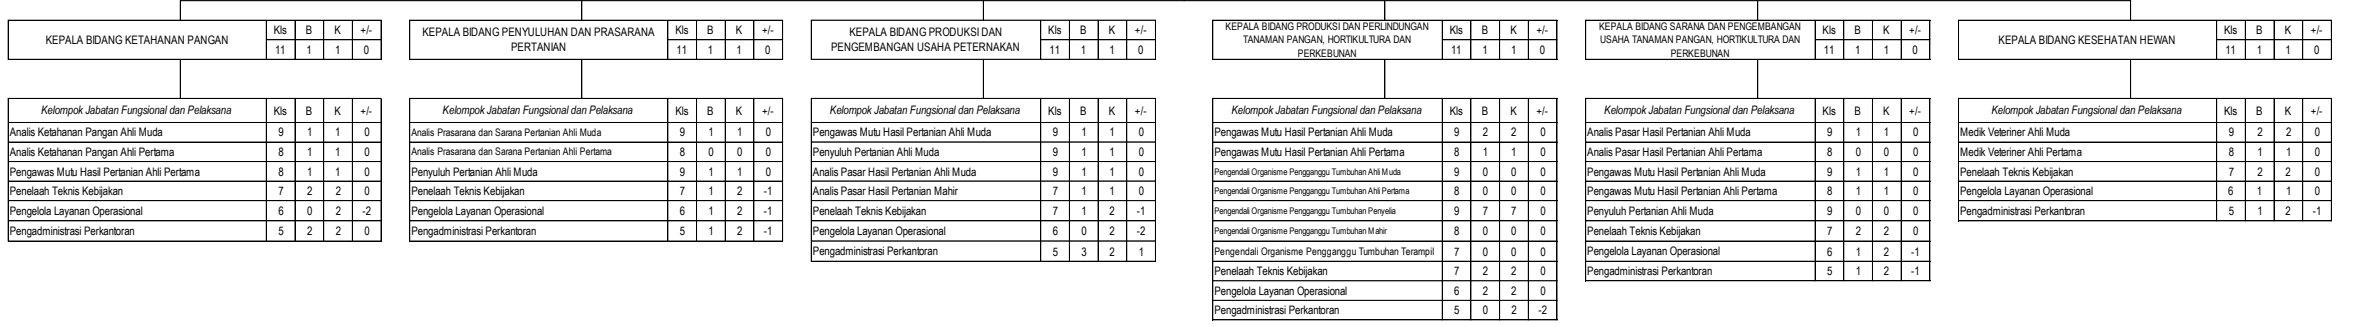 KEPALA BIDANG KETAHANAN PANGAN
Kls B K +/-
11 1 1 0
Kelompok Jabatan Fungsional dan Pelaksana Kls B K +/-
Analis Ketahanan Pangan Ahli Muda 9 1 1 0
Analis Ketahanan Pangan Ahli Pertama 8 1 1 0
Pengawas Mutu Hasil Pertanian Ahli Pertama 8 1 1 0
Penelaah Teknis Kebijakan 7 2 2 0
Pengelola Layanan Operasional 6 0 2 -2
Pengadministrasi Perkantoran 5 2 2 0
KEPALA BIDANG PENYULUHAN DAN PRASARANA
PERTANIAN
Kls B K +/-
11 1 1 0
Kelompok Jabatan Fungsional dan Pelaksana Kls B K +/-
Analis Prasarana dan Sarana Pertanian Ahli Muda 9 1 1 0
Analis Prasarana dan Sarana Pertanian Ahli Pertama 8 0 0 0
Penyuluh Pertanian Ahli Muda 9 1 1 0
Penelaah Teknis Kebijakan 7 1 2 -1
Pengelola Layanan Operasional 6 1 2 -1
Pengadministrasi Perkantoran 5 1 2 -1
KEPALA BIDANG PRODUKSI DAN
PENGEMBANGAN USAHA PETERNAKAN
Kls B K +/-
11 1 1 0
Kelompok Jabatan Fungsional dan Pelaksana Kls B K +/-
Pengawas Mutu Hasil Pertanian Ahli Muda 9 1 1 0
Penyuluh Pertanian Ahli Muda 9 1 1 0
Analis Pasar Hasil Pertanian Ahli Muda 9 1 1 0
Analis Pasar Hasil Pertanian Mahir 7 1 1 0
Penelaah Teknis Kebijakan 7 1 2 -1
Pengelola Layanan Operasional 6 0 2 -2
Pengadministrasi Perkantoran 5 3 2 1
KEPALA BIDANG PRODUKSI DAN PERLINDUNGAN
TANAMAN PANGAN, HORTIKULTURA DAN
PERKEBUNAN
Kls B K +/-
11 1 1 0
Kelompok Jabatan Fungsional dan Pelaksana Kls B K +/-
Pengawas Mutu Hasil Pertanian Ahli Muda 9 2 2 0
Pengawas Mutu Hasil Pertanian Ahli Pertama 8 1 1 0
Pengendali Organisme Pengganggu Tumbuhan Ahli Muda 9 0 0 0
Pengendali Organisme Pengganggu Tumbuhan Ahli Pertama 8 0 0 0
Pengendali Organisme Pengganggu Tumbuhan Penyelia 9 7 7 0
Pengendali Organisme Pengganggu Tumbuhan Mahir 8 0 0 0
Pengendali Organisme Pengganggu Tumbuhan Terampil 7 0 0 0
Penelaah Teknis Kebijakan 7 2 2 0
Pengelola Layanan Operasional 6 2 2 0
Pengadministrasi Perkantoran 5 0 2 -2
KEPALA BIDANG SARANA DAN PENGEMBANGAN
USAHA TANAMAN PANGAN, HORTIKULTURA DAN
PERKEBUNAN
Kls B K +/-
11 1 1 0
Kelompok Jabatan Fungsional dan Pelaksana Kls B K +/-
Analis Pasar Hasil Pertanian Ahli Muda 9 1 1 0
Analis Pasar Hasil Pertanian Ahli Pertama 8 0 0 0
Pengawas Mutu Hasil Pertanian Ahli Muda 9 1 1 0
Pengawas Mutu Hasil Pertanian Ahli Pertama 8 1 1 0
Penyuluh Pertanian Ahli Muda 9 0 0 0
Penelaah Teknis Kebijakan 7 2 2 0
Pengelola Layanan Operasional 6 1 2 -1
Pengadministrasi Perkantoran 5 1 2 -1
KEPALA BIDANG KESEHATAN HEWAN
Kls B K +/-
11 1 1 0
Kelompok Jabatan Fungsional dan Pelaksana Kls B K +/-
Medik Veteriner Ahli Muda 9 2 2 0
Medik Veteriner Ahli Pertama 8 1 1 0
Penelaah Teknis Kebijakan 7 2 2 0
Pengelola Layanan Operasional 6 1 1 0
Pengadministrasi Perkantoran 5 1 2 -1